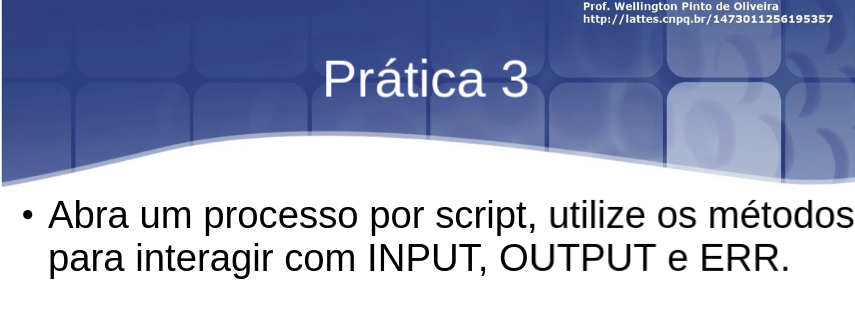 Prof. Wellington Pinto de Oliveira
http://lattes.cnpq.br/1473011256195357
Prática 3
• Abra um processo por script, utilize os métodos
para interagir com INPUT, OUTPUT e ERR.